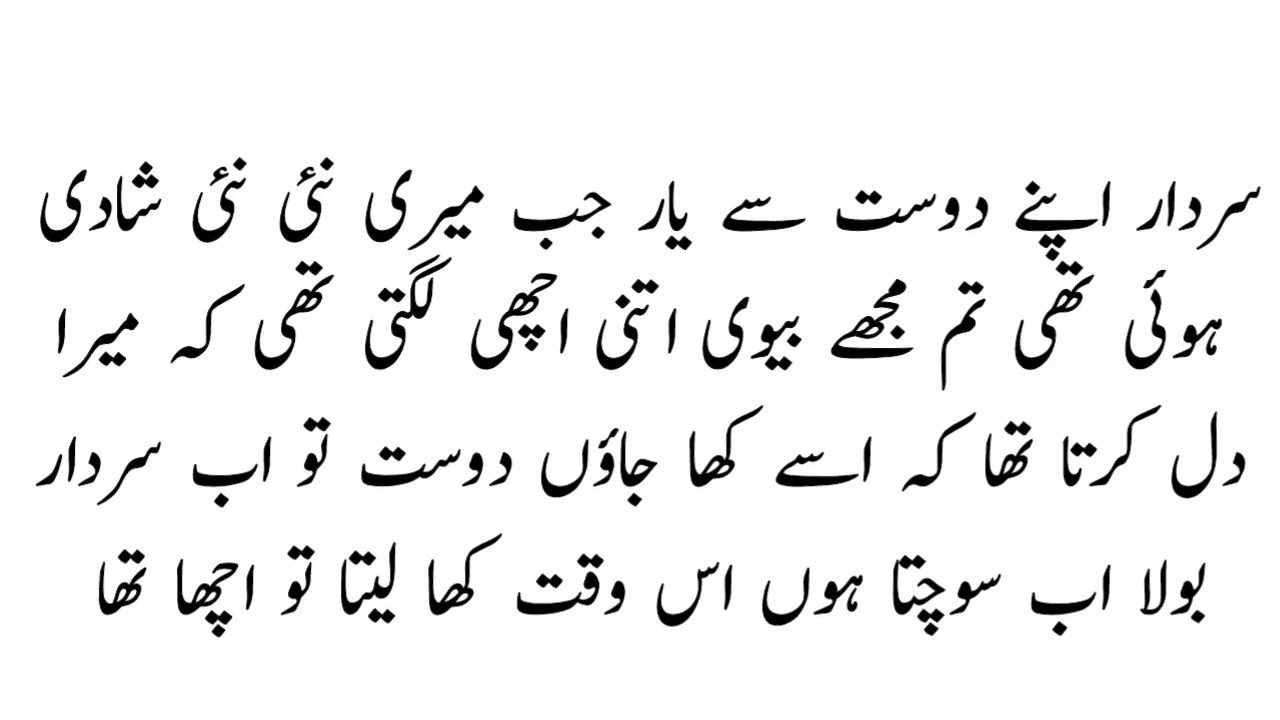 سردار اپنے دوست سے یار جب میری نئی نئی شادی
ہوئی تھی تم مجھے بیوی اتنی اچھی لگتی تھی کہ میرا
دل کرتا تھا کہ اسے کھا جاؤں دوست تو اب سردار
بولا اب سوچتا ہوں اس وقت کھا لیتا تو اچھا تھا